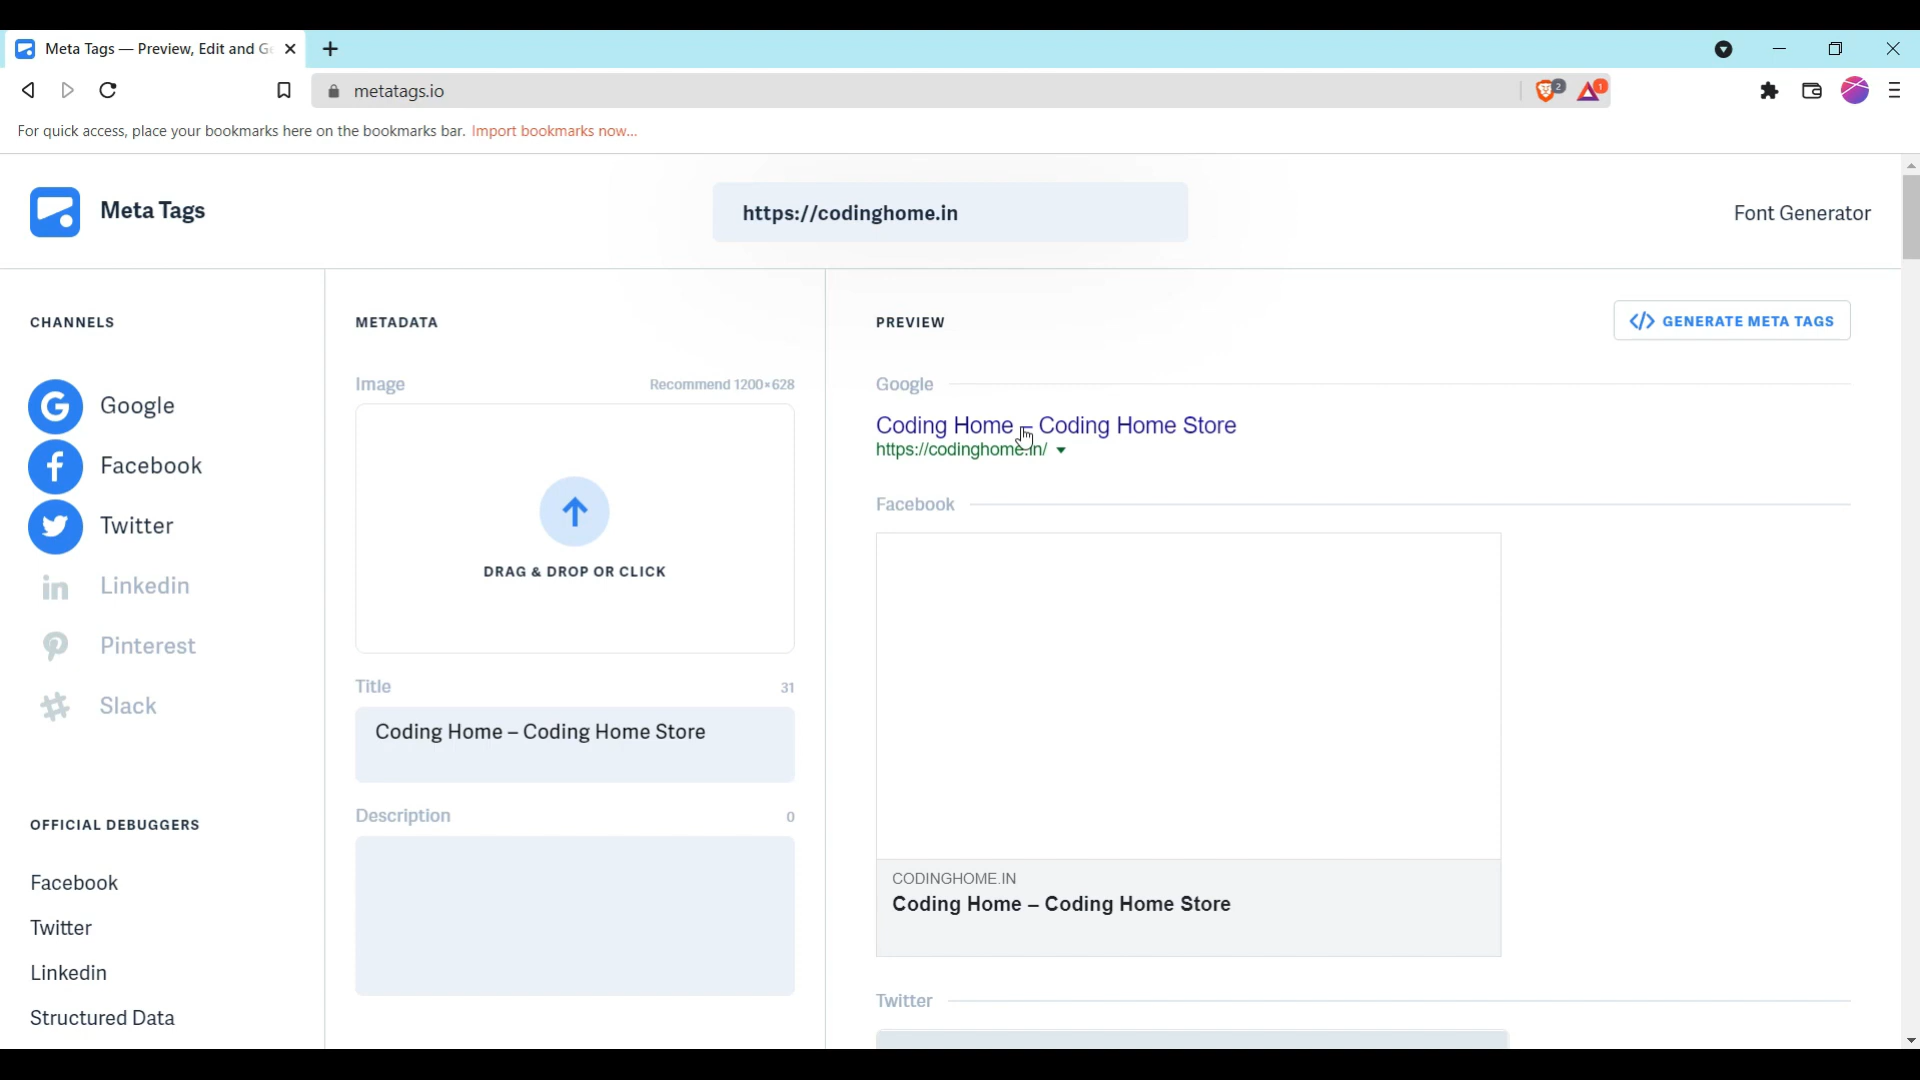 Meta Tags — Preview, Edit and Ge
metatags.io
2
1
For quick access, place your bookmarks here on the bookmarks bar. Import bookmarks now...
Meta Tags
https://codinghome.in
Font Generator
CHANNELS
Google
Facebook
Twitter
Linkedin
Pinterest
Slack
OFFICIAL DEBUGGERS
Facebook
Twitter
Linkedin
Structured Data
METADATA
Image
Recommend 1200×628
DRAG & DROP OR CLICK
Title
31
Coding Home – Coding Home Store
Description
0
PREVIEW
</> GENERATE META TAGS
Google
Coding Home – Coding Home Store
https://codinghome.in/
Facebook
CODINGHOME.IN
Coding Home – Coding Home Store
Twitter